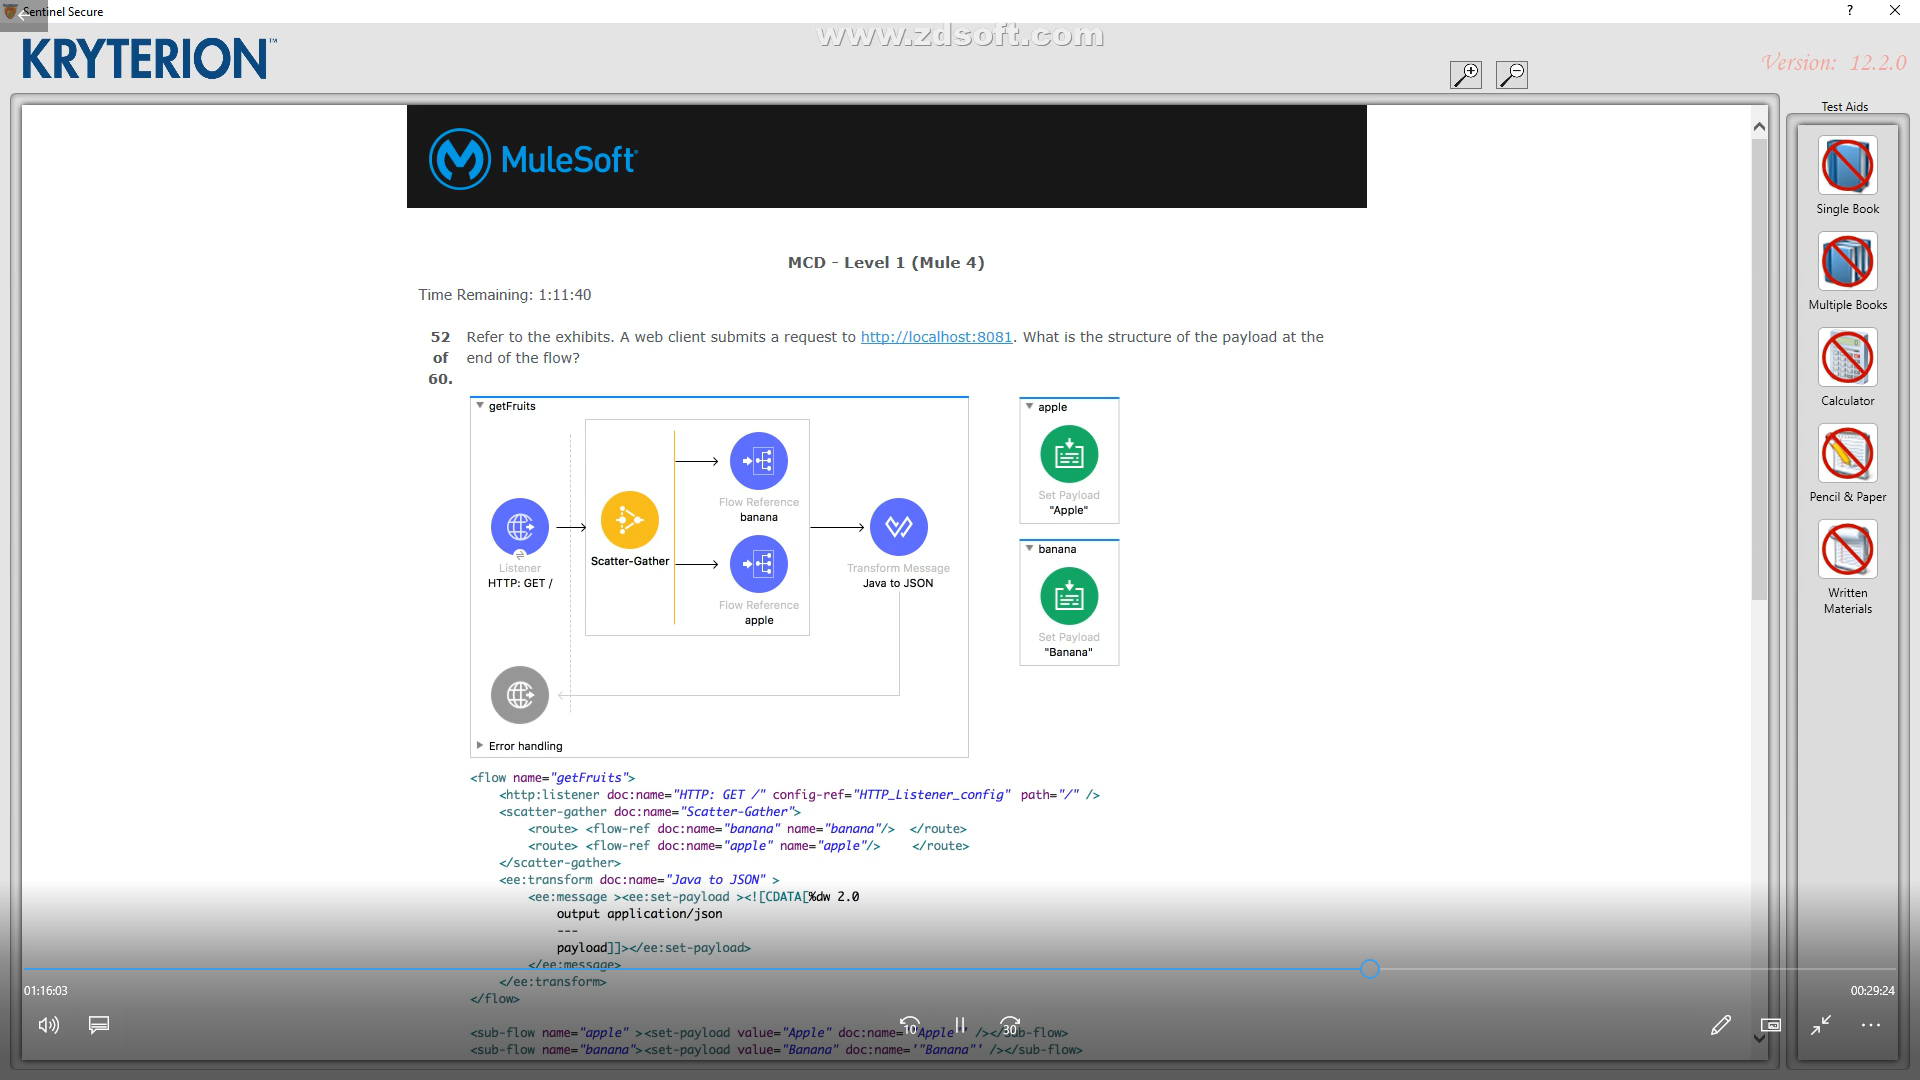 Sentinel Secure
www.zdsoft.com
KRYTERION™
Version: 12.2.0
Test Aids
MuleSoft
Single Book
MCD - Level 1 (Mule 4)
Time Remaining: 1:11:40
Multiple Books
52 of 60.
Refer to the exhibits. A web client submits a request to http://localhost:8081. What is the structure of the payload at the
end of the flow?
Calculator
getFruits
Flow Reference
banana
Scatter-Gather
Listener
HTTP: GET /
Transform Message
Java to JSON
Flow Reference
apple
Error handling
apple
Set Payload
"Apple"
banana
Set Payload
"Banana"
Pencil & Paper
Written
Materials
<flow name="getFruits">
<http:listener doc:name="HTTP: GET /" config-ref="HTTP_Listener_config" path="/" />
<scatter-gather doc:name="Scatter-Gather">
<route> <flow-ref doc:name="banana" name="banana"/> </route>
<route> <flow-ref doc:name="apple" name="apple"/> </route>
</scatter-gather>
<ee:transform doc:name="Java to JSON" >
<ee:message ><ee:set-payload ><![CDATA[%dw 2.0
output application/json
---
payload]]></ee:set-payload>
</ee:message>
</ee:transform>
</flow>
01:16:03
00:29:24
10
30
<sub-flow name="apple" ><set-payload value="Apple" doc:name='"Apple"' /></sub-flow>
<sub-flow name="banana"><set-payload value="Banana" doc:name='"Banana"' /></sub-flow>